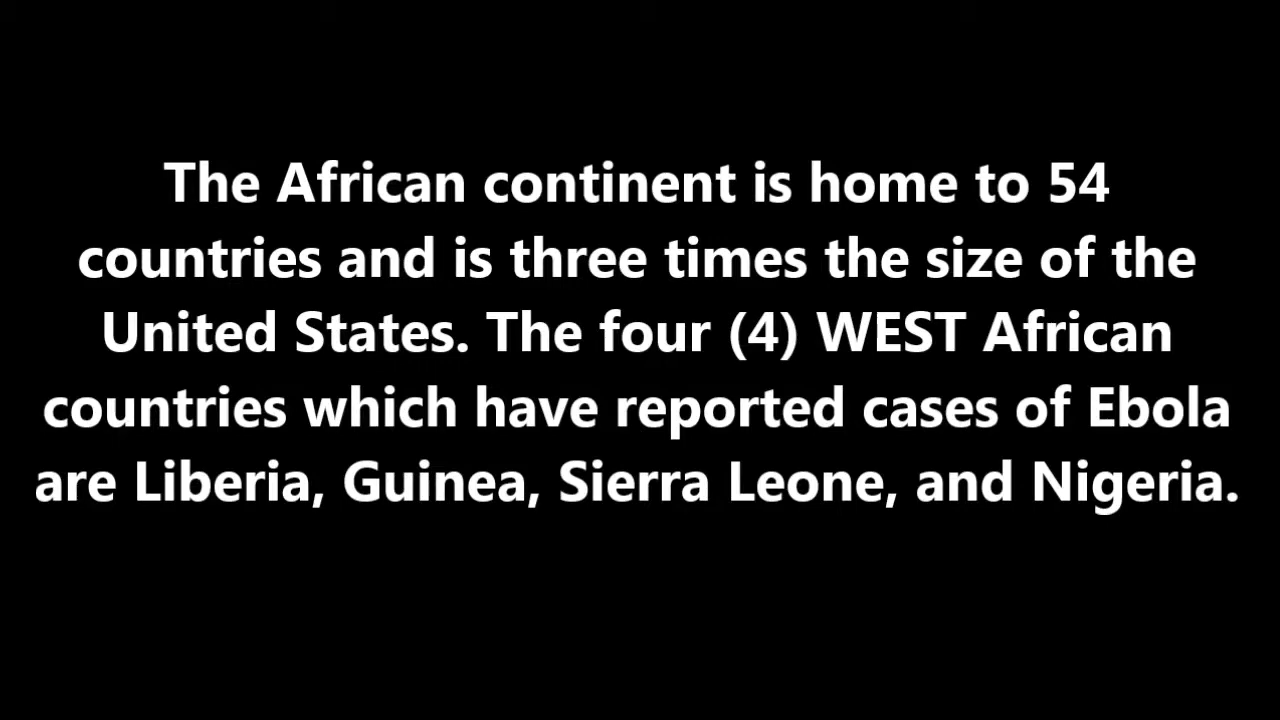 The African continent is home to 54
countries and is three times the size of the
United States. The four (4) WEST African
countries which have reported cases of Ebola
are Liberia, Guinea, Sierra Leone, and Nigeria.